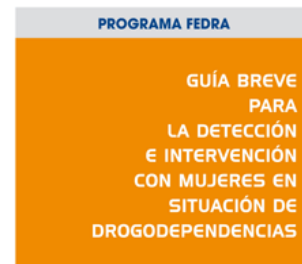 PROGRAMA FEDRA
GUÍA BREVE
PARA
LA DETECCIÓN
E INTERVENCIÓN
CON MUJERES EN
SITUACIÓN DE
DROGODEPENDENCIAS